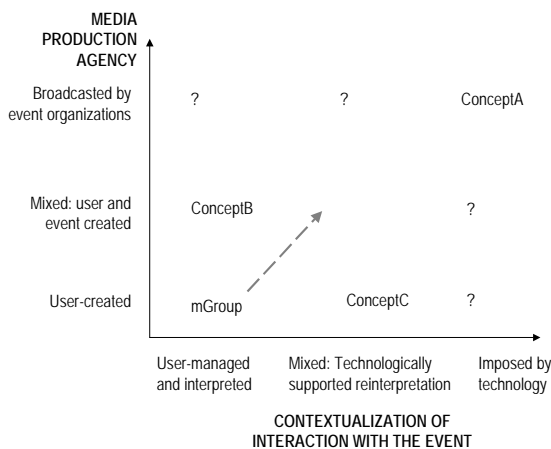 MEDIA
PRODUCTION
AGENCY
Broadcasted by
event organizations
?
?
ConceptA
Mixed: user and
event created
ConceptB
?
User-created
mGroup
ConceptC
?
User-managed
and interpreted
Mixed: Technologically
supported reinterpretation
Imposed by
technology
CONTEXTUALIZATION OF
INTERACTION WITH THE EVENT